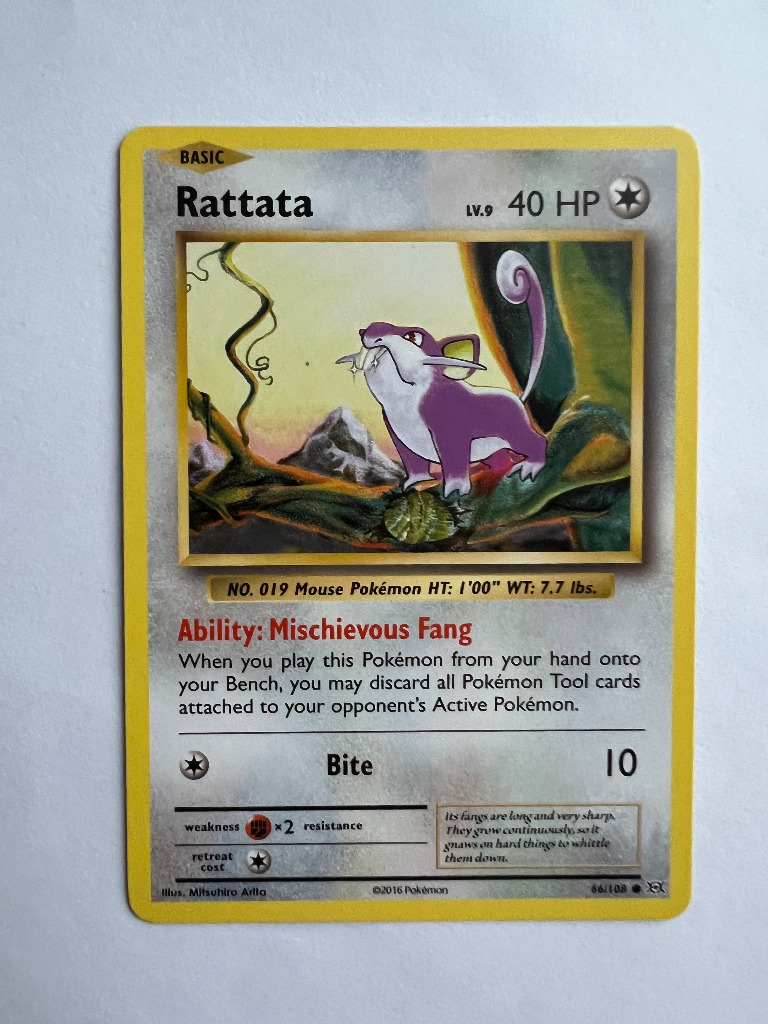 BASIC
Rattata LV.9 40 HP
NO. 019 Mouse Pokémon HT: 1'00" WT: 7.7 lbs.
Ability: Mischievous Fang
When you play this Pokémon from your hand onto
your Bench, you may discard all Pokémon Tool cards
attached to your opponent's Active Pokémon.
Bite 10
weakness ×2 resistance
retreat
cost
Its fangs are long and very sharp.
They grow continuously, so it
gnaws on hard things to whittle
them down.
Illus. Mitsuhiro Arita ©2016 Pokémon 66/108